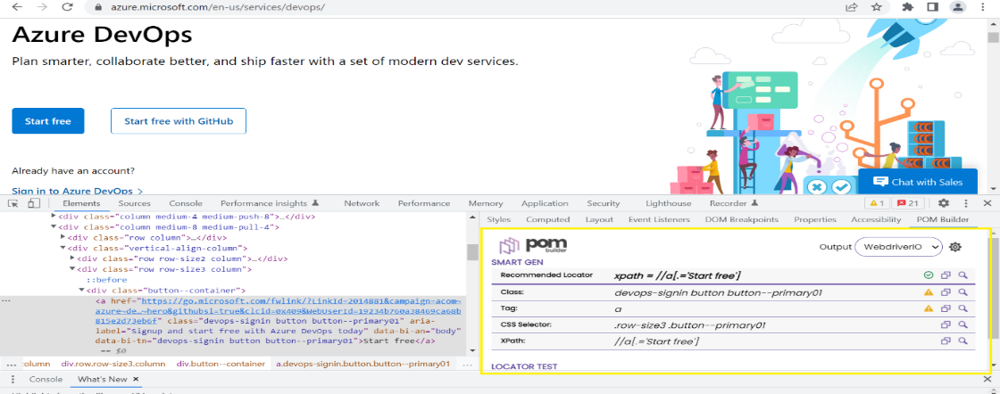 azure.microsoft.com/en-us/services/devops/
Azure DevOps
Plan smarter, collaborate better, and ship faster with a set of modern dev services.
Start free
Start free with GitHub
Already have an account?
Sign in to Azure DevOps >
Chat with Sales
Elements Sources Console Performance insights Network Performance Memory Application Security Lighthouse Recorder 1 21
<div class="column medium-4 medium-push-8">…</div>
<div class="column medium-8 medium-pull-4">
<div class="row column">…</div>
<div class="vertical-align-column">
<div class="row row-size2 column">…</div>
<div class="row row-size3 column">
::before
<div class="button--container">
<a href="https://go.microsoft.com/fwlink/?LinkId=2014881&campaign=acom~
azure~de…~hero&githubsi=true&clcid=0x409&WebUserId=19234b760a38469ca68b
815e2d73eb6f" class="devops-signin button button--primary01" aria-
label="Signup and start free with Azure DevOps today" data-bi-an="body"
data-bi-tn="devops-signin button button--primary01">Start free</a>
== $0
… :olumn div.row.row-size3.column div.button--container a.devops-signin.button.button--primary01 …
Styles Computed Layout Event Listeners DOM Breakpoints Properties Accessibility POM Builder
pom
builder
Output WebdriverIO
SMART GEN
Recommended Locator xpath = //a[.='Start free']
Class: devops-signin button button--primary01
Tag: a
CSS Selector: .row-size3 .button--primary01
XPath: //a[.='Start free']
LOCATOR TEST
Console What's New ×